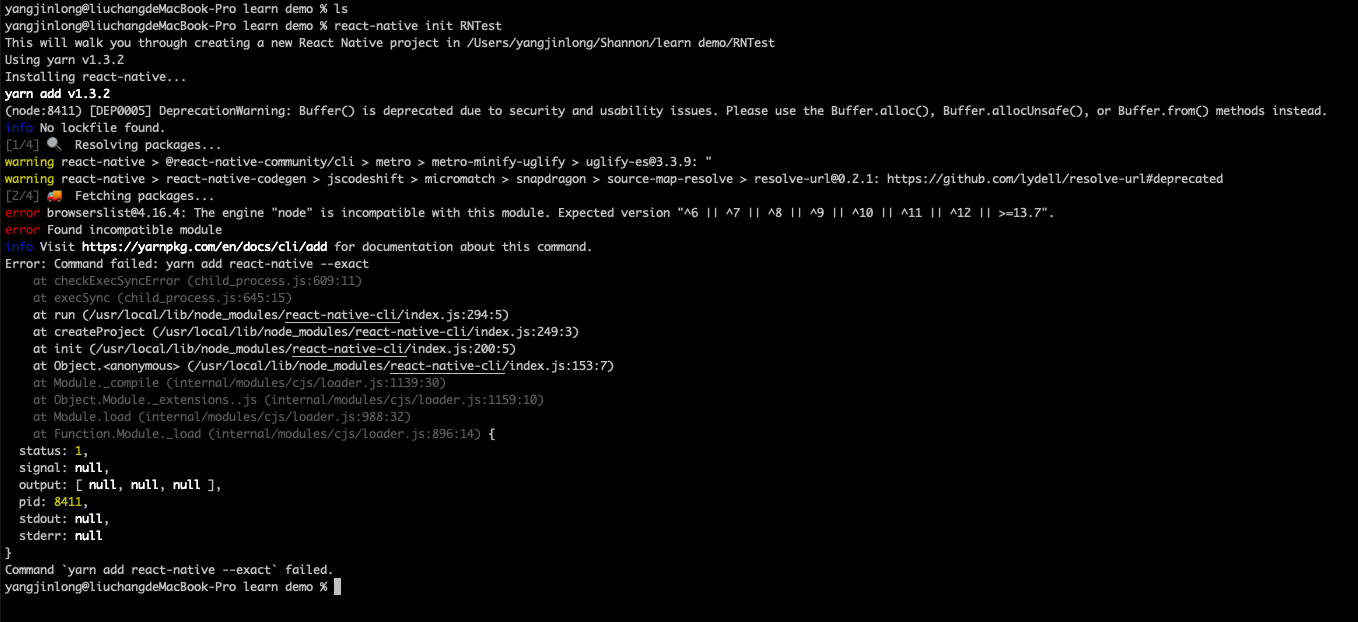 yangjinlong@liuchangdeMacBook-Pro learn demo % ls
yangjinlong@liuchangdeMacBook-Pro learn demo % react-native init RNTest
This will walk you through creating a new React Native project in /Users/yangjinlong/Shannon/learn demo/RNTest
Using yarn v1.3.2
Installing react-native...
yarn add v1.3.2
(node:8411) [DEP0005] DeprecationWarning: Buffer() is deprecated due to security and usability issues. Please use the Buffer.alloc(), Buffer.allocUnsafe(), or Buffer.from() methods instead.
info No lockfile found.
[1/4] 🔍  Resolving packages...
warning react-native > @react-native-community/cli > metro > metro-minify-uglify > uglify-es@3.3.9: "
warning react-native > react-native-codegen > jscodeshift > micromatch > snapdragon > source-map-resolve > resolve-url@0.2.1: https://github.com/lydell/resolve-url#deprecated
[2/4] 🚚  Fetching packages...
error browserslist@4.16.4: The engine "node" is incompatible with this module. Expected version "^6 || ^7 || ^8 || ^9 || ^10 || ^11 || ^12 || >=13.7".
error Found incompatible module
info Visit https://yarnpkg.com/en/docs/cli/add for documentation about this command.
Error: Command failed: yarn add react-native --exact
    at checkExecSyncError (child_process.js:609:11)
    at execSync (child_process.js:645:15)
    at run (/usr/local/lib/node_modules/react-native-cli/index.js:294:5)
    at createProject (/usr/local/lib/node_modules/react-native-cli/index.js:249:3)
    at init (/usr/local/lib/node_modules/react-native-cli/index.js:200:5)
    at Object.<anonymous> (/usr/local/lib/node_modules/react-native-cli/index.js:153:7)
    at Module._compile (internal/modules/cjs/loader.js:1139:30)
    at Object.Module._extensions..js (internal/modules/cjs/loader.js:1159:10)
    at Module.load (internal/modules/cjs/loader.js:988:32)
    at Function.Module._load (internal/modules/cjs/loader.js:896:14) {
  status: 1,
  signal: null,
  output: [ null, null, null ],
  pid: 8411,
  stdout: null,
  stderr: null
}
Command `yarn add react-native --exact` failed.
yangjinlong@liuchangdeMacBook-Pro learn demo %